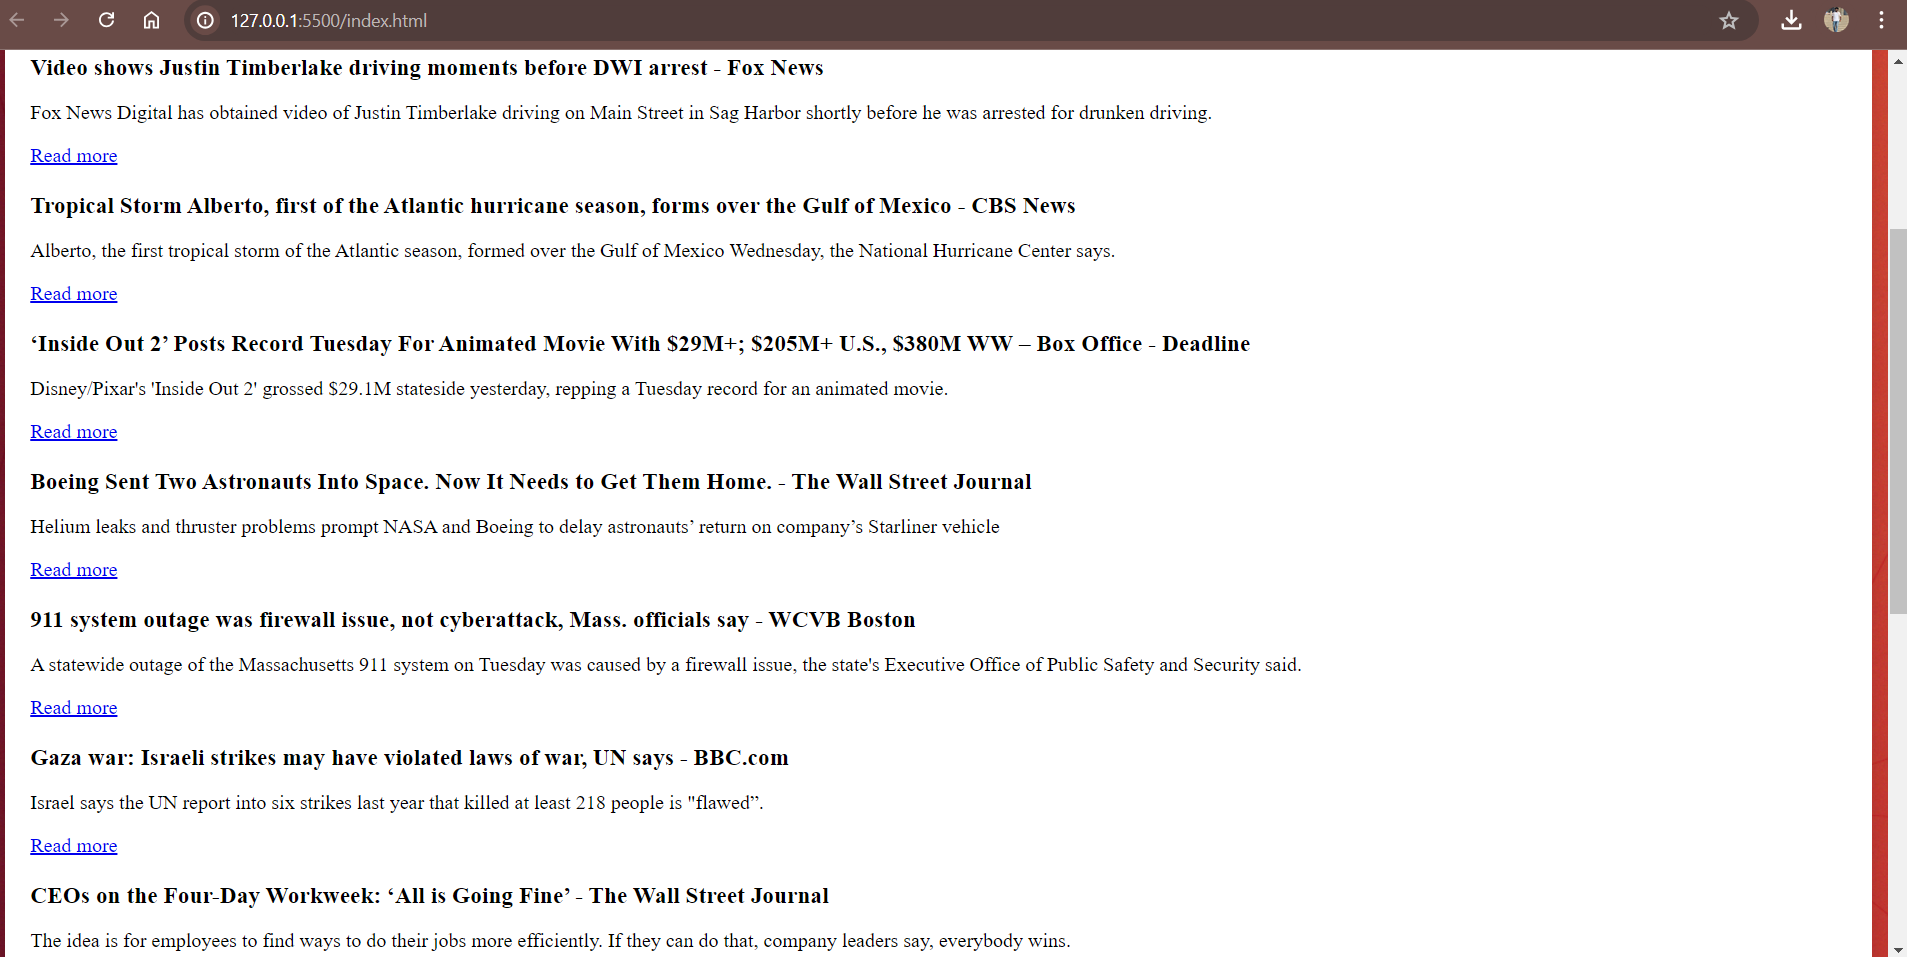 127.0.0.1:5500/index.html
Video shows Justin Timberlake driving moments before DWI arrest - Fox News
Fox News Digital has obtained video of Justin Timberlake driving on Main Street in Sag Harbor shortly before he was arrested for drunken driving.
Read more
Tropical Storm Alberto, first of the Atlantic hurricane season, forms over the Gulf of Mexico - CBS News
Alberto, the first tropical storm of the Atlantic season, formed over the Gulf of Mexico Wednesday, the National Hurricane Center says.
Read more
‘Inside Out 2’ Posts Record Tuesday For Animated Movie With $29M+; $205M+ U.S., $380M WW – Box Office - Deadline
Disney/Pixar's 'Inside Out 2' grossed $29.1M stateside yesterday, repping a Tuesday record for an animated movie.
Read more
Boeing Sent Two Astronauts Into Space. Now It Needs to Get Them Home. - The Wall Street Journal
Helium leaks and thruster problems prompt NASA and Boeing to delay astronauts’ return on company’s Starliner vehicle
Read more
911 system outage was firewall issue, not cyberattack, Mass. officials say - WCVB Boston
A statewide outage of the Massachusetts 911 system on Tuesday was caused by a firewall issue, the state's Executive Office of Public Safety and Security said.
Read more
Gaza war: Israeli strikes may have violated laws of war, UN says - BBC.com
Israel says the UN report into six strikes last year that killed at least 218 people is "flawed”.
Read more
CEOs on the Four-Day Workweek: ‘All is Going Fine’ - The Wall Street Journal
The idea is for employees to find ways to do their jobs more efficiently. If they can do that, company leaders say, everybody wins.